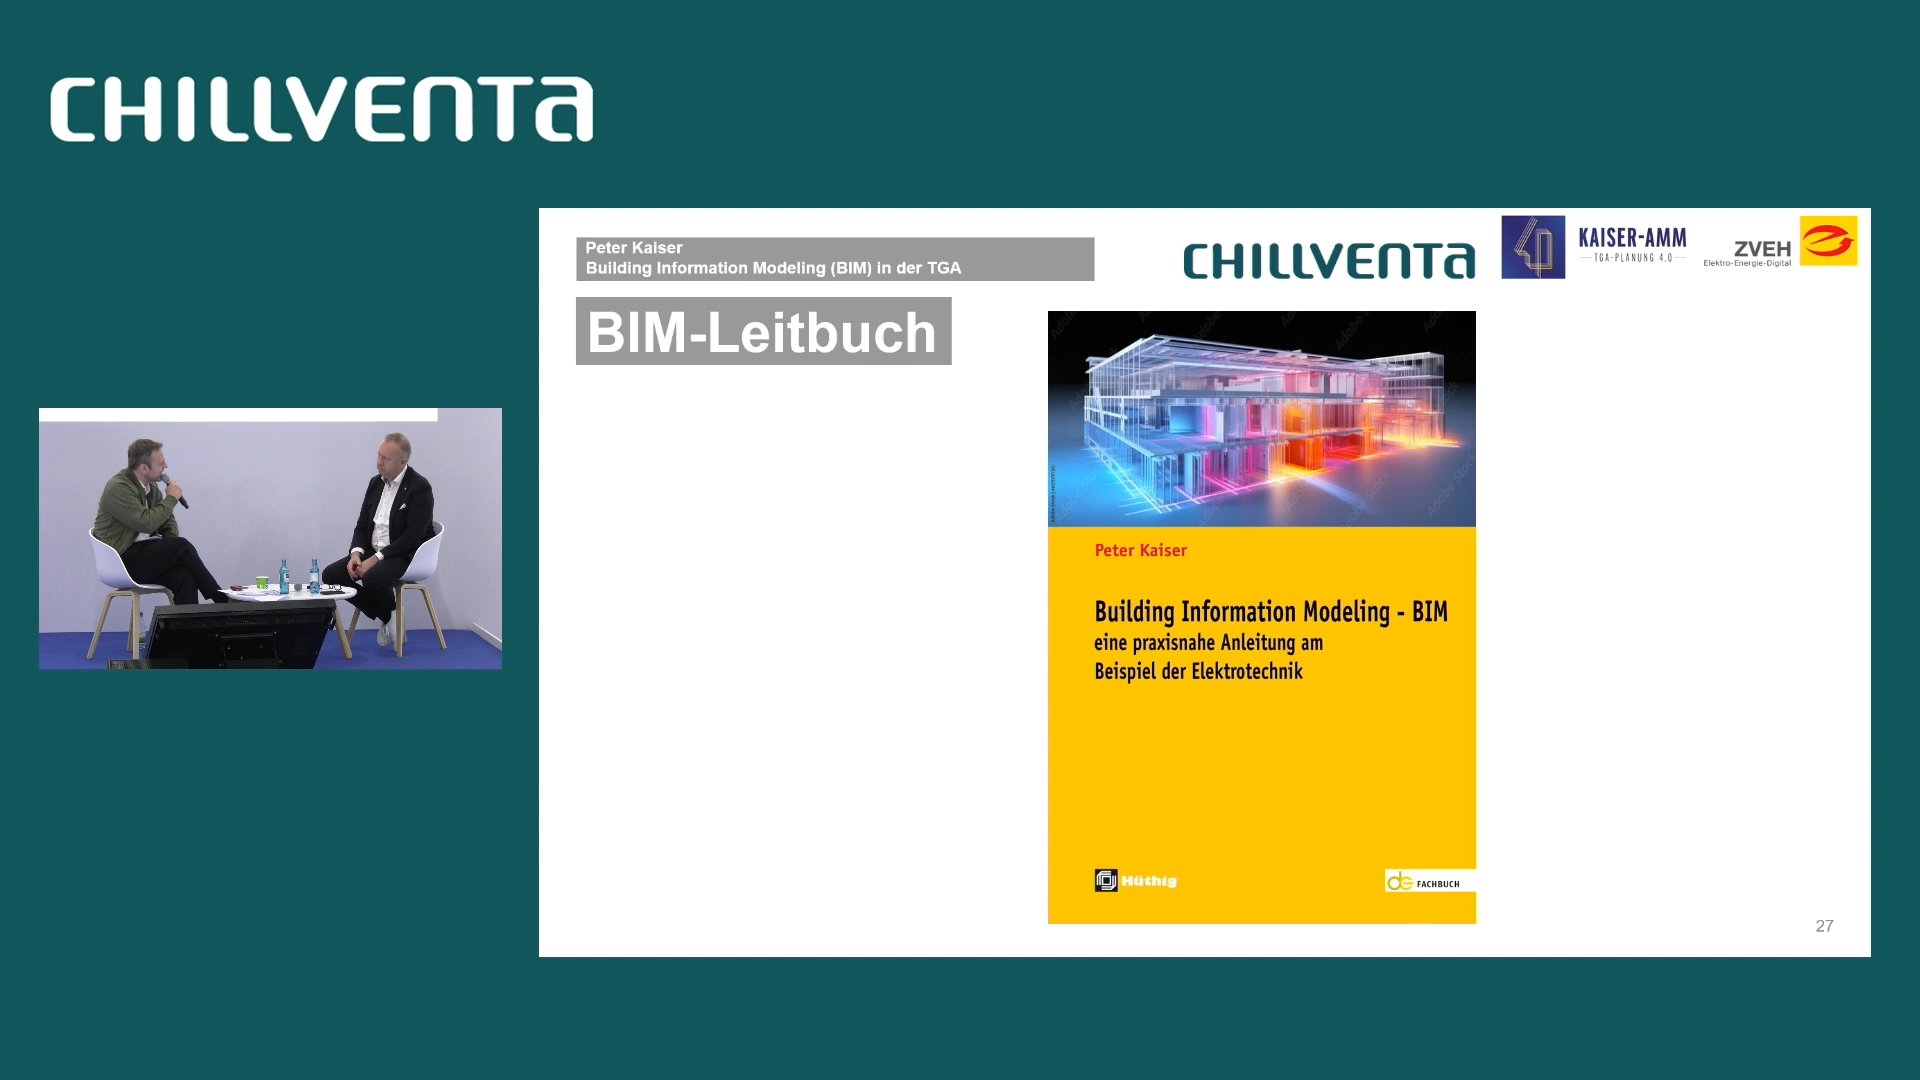 CHILLVENTA
Peter Kaiser
Building Information Modeling (BIM) in der TGA
CHILLVENTA
KAISER-AMM
TGA-PLANUNG 4.0
ZVEH
Elektro-Energie-Digital
BIM-Leitbuch
Peter Kaiser
Building Information Modeling - BIM
eine praxisnahe Anleitung am
Beispiel der Elektrotechnik
Hüthig
de FACHBUCH
27